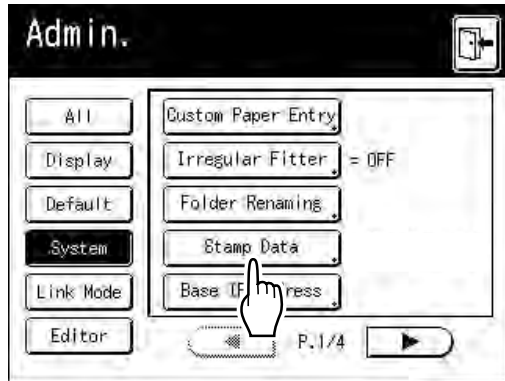 Admin.
All
Display
Default
System
Link Mode
Editor
Custom Paper Entry
Irregular Fitter = OFF
Folder Renaming
Stamp Data
Base
P.1/4